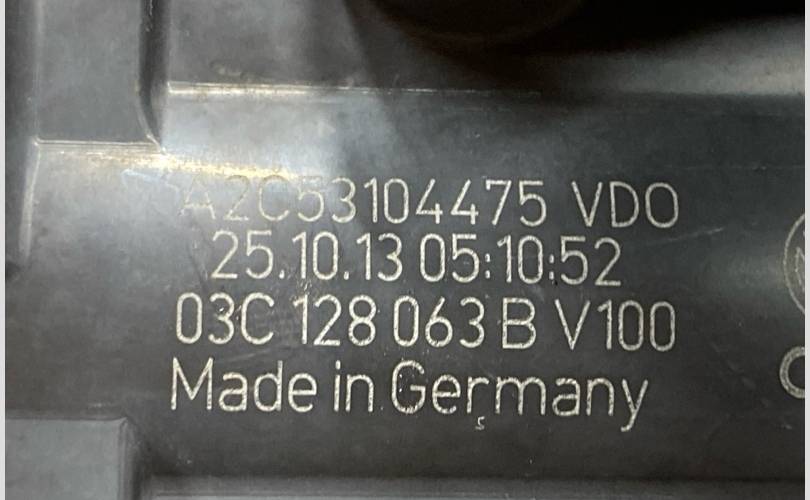 A2C53104475 VDO
25.10.13 05:10:52
03C 128 063 B V100
Made in Germany